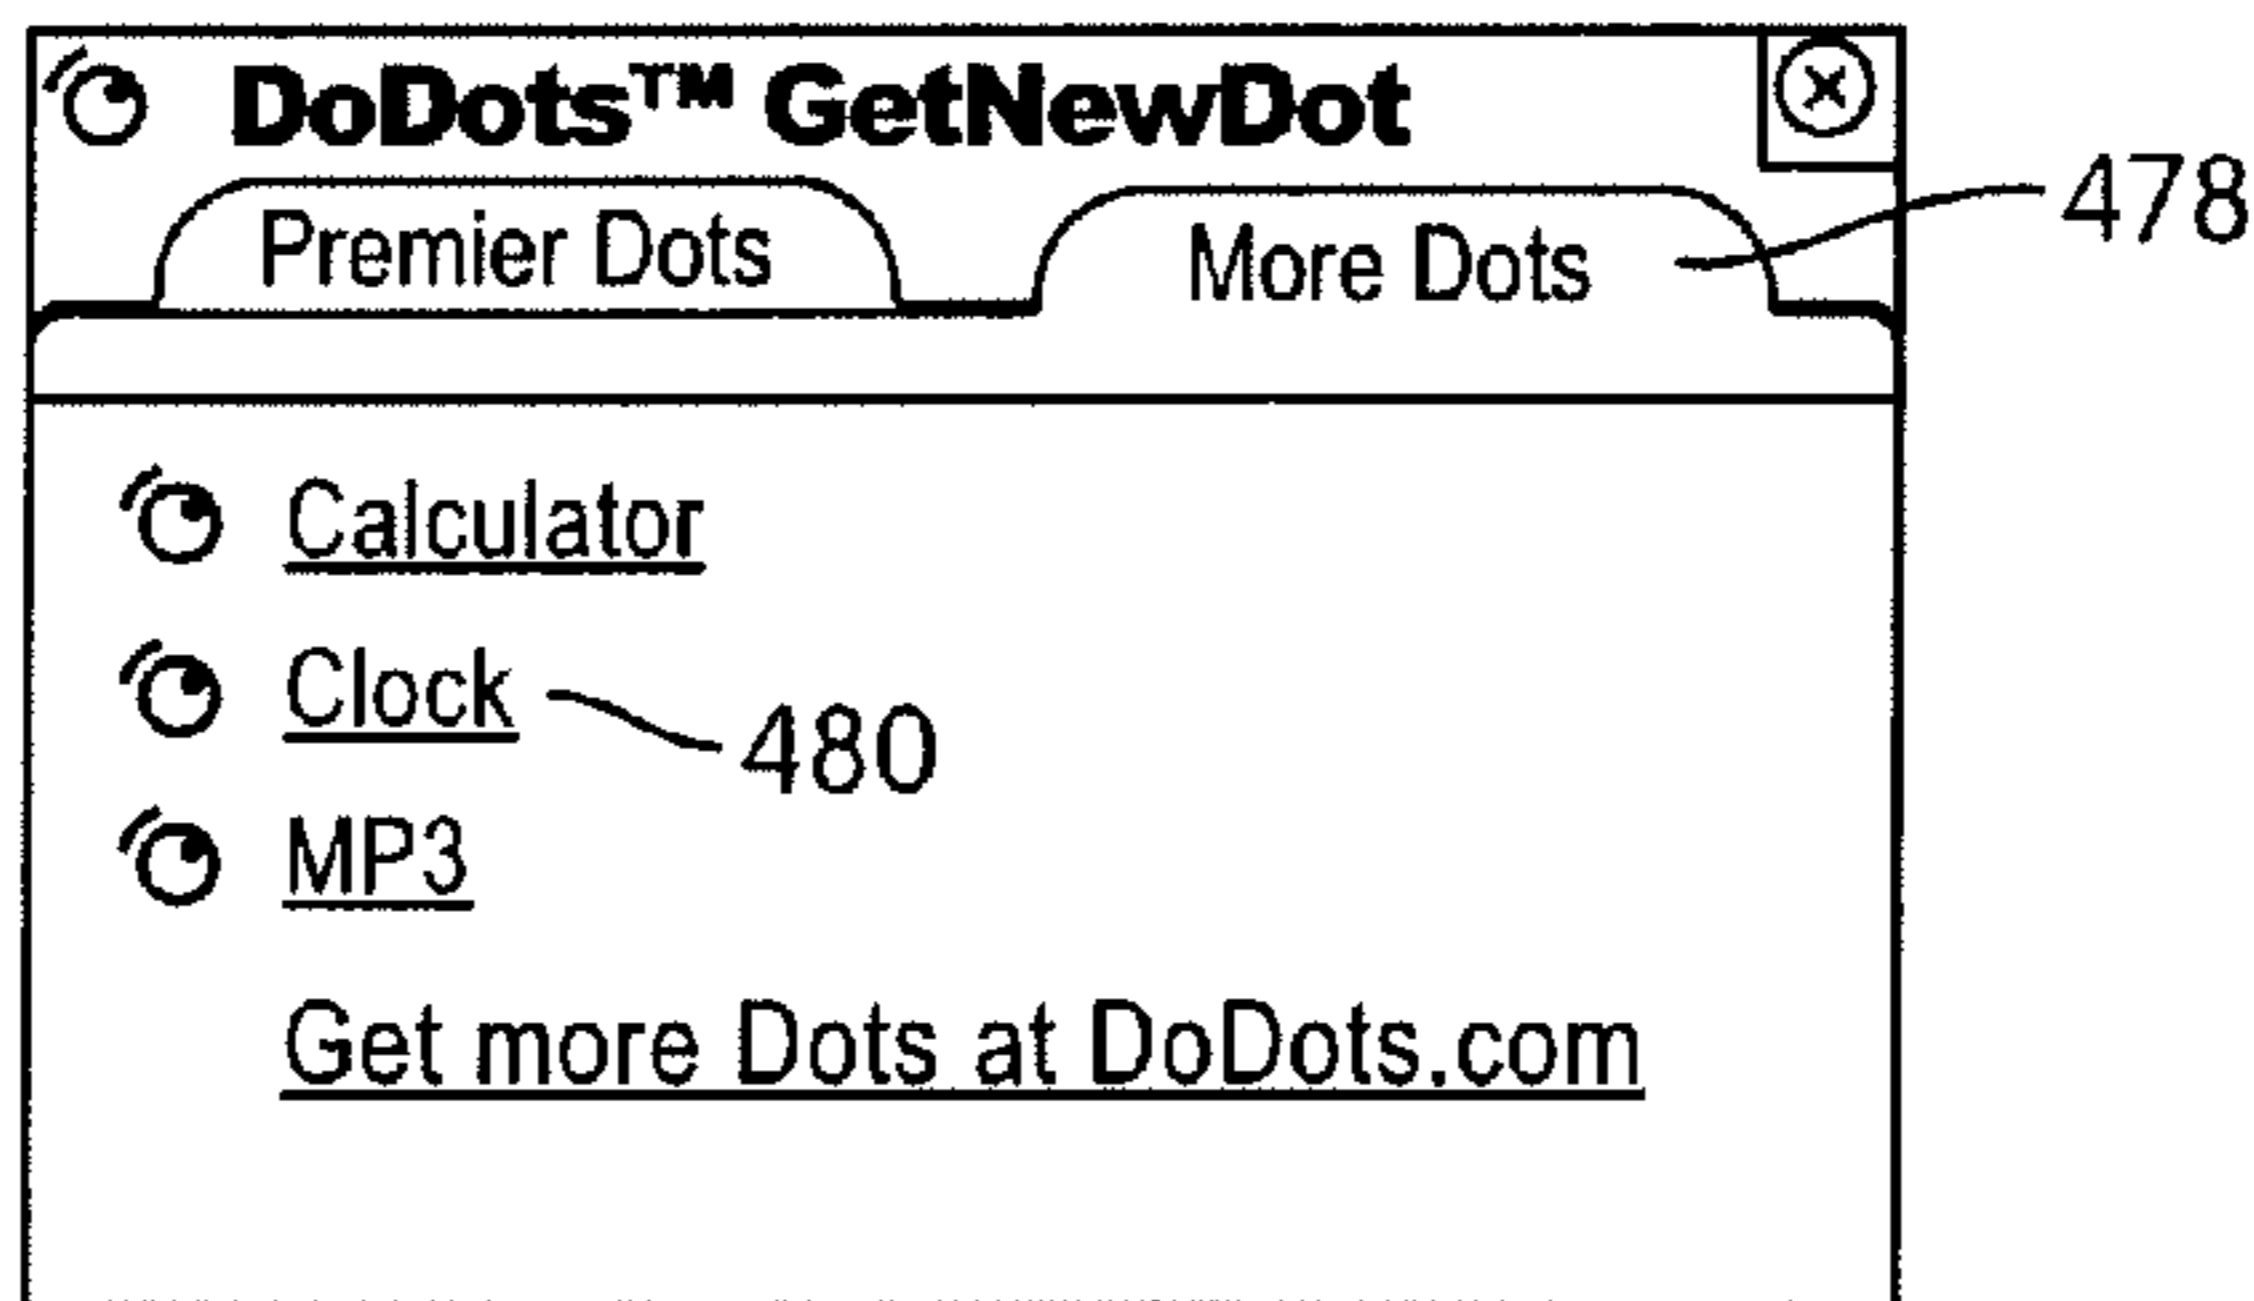 DoDots™ GetNewDot
Premier Dots More Dots 478
Calculator
Clock 480
MP3
Get more Dots at DoDots.com